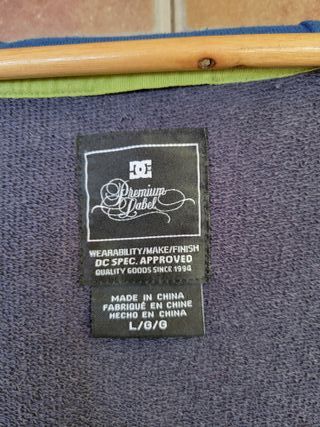 DC
Premium
Label
WEARABILITY/MAKE/FINISH
DC SPEC. APPROVED
QUALITY GOODS SINCE 1994
MADE IN CHINA
FABRIQUÉ EN CHINE
HECHO EN CHINA
L/G/G